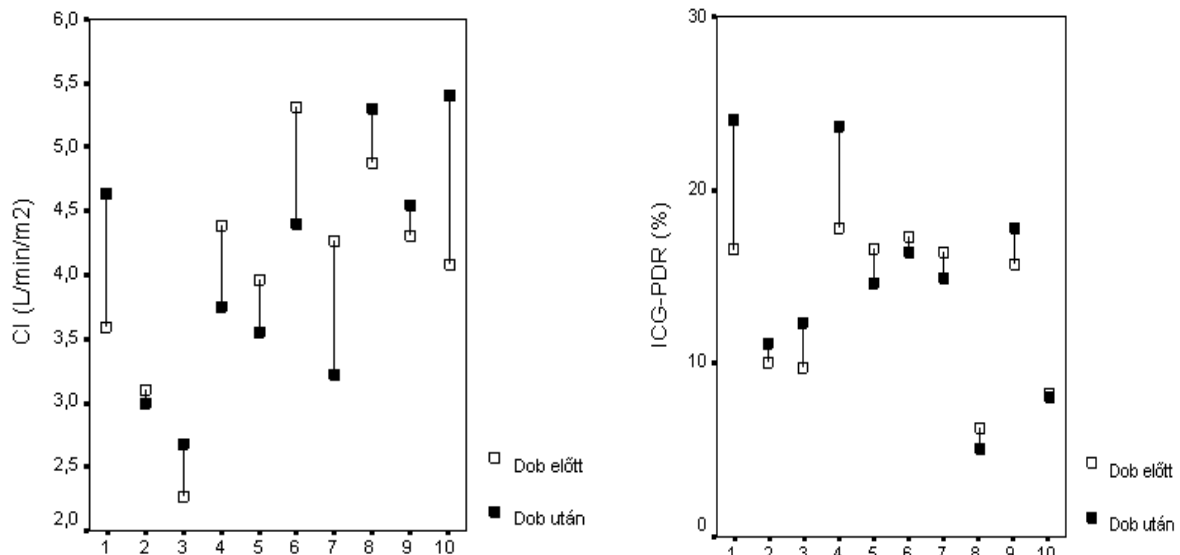 6,0
5,5
5,0
4,5
4,0
3,5
3,0
2,5
2,0
CI (L/min/m2)
1 2 3 4 5 6 7 8 9 10
Dob előtt
Dob után
30
20
10
0
ICG-PDR (%)
1 2 3 4 5 6 7 8 9 10
Dob előtt
Dob után